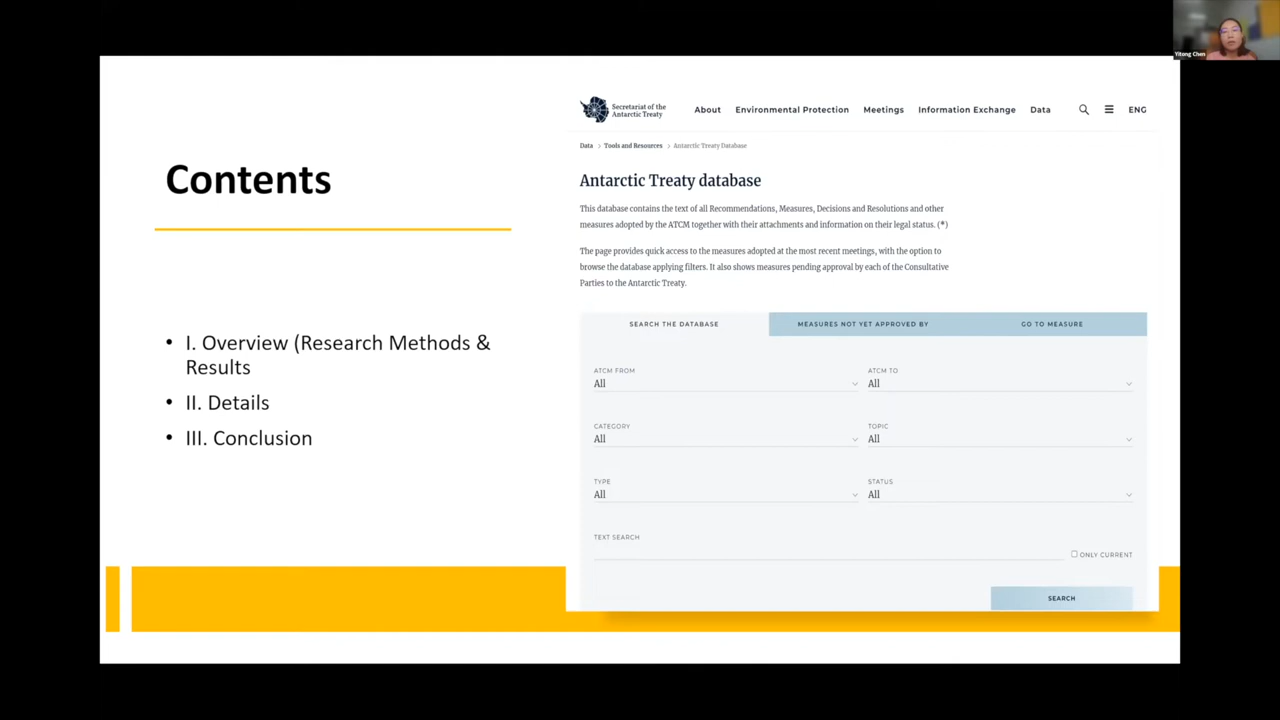 Yitong Chen
Contents
• I. Overview (Research Methods &
Results
• II. Details
• III. Conclusion
Secretariat of the
Antarctic Treaty
About Environmental Protection Meetings Information Exchange Data ENG
Data > Tools and Resources > Antarctic Treaty Database
Antarctic Treaty database
This database contains the text of all Recommendations, Measures, Decisions and Resolutions and other
measures adopted by the ATCM together with their attachments and information on their legal status. (*)
The page provides quick access to the measures adopted at the most recent meetings, with the option to
browse the database applying filters. It also shows measures pending approval by each of the Consultative
Parties to the Antarctic Treaty.
SEARCH THE DATABASE MEASURES NOT YET APPROVED BY GO TO MEASURE
ATCM FROM ATCM TO
All All
CATEGORY TOPIC
All All
TYPE STATUS
All All
TEXT SEARCH
ONLY CURRENT
SEARCH